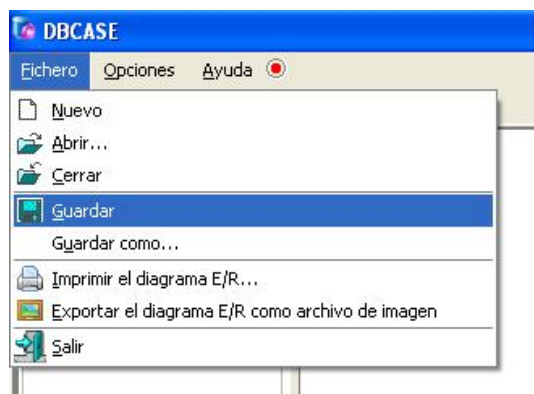 DBCASE
Fichero Opciones Ayuda
Nuevo
Abrir...
Cerrar
Guardar
Guardar como...
Imprimir el diagrama E/R...
Exportar el diagrama E/R como archivo de imagen
Salir